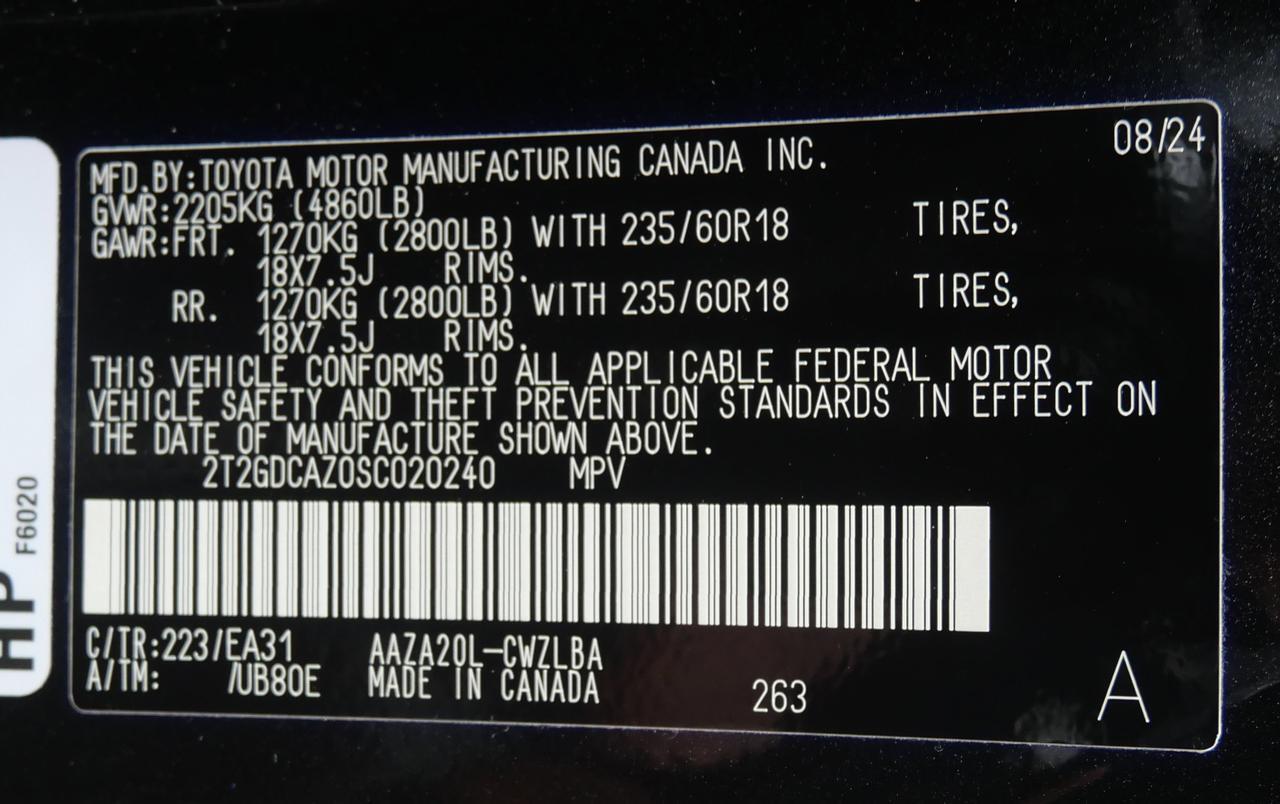 08/24
MFD.BY:TOYOTA MOTOR MANUFACTURING CANADA INC.
GVWR:2205KG (4860LB)
GAWR:FRT. 1270KG (2800LB) WITH 235/60R18 TIRES,
18X7.5J RIMS.
RR. 1270KG (2800LB) WITH 235/60R18 TIRES,
18X7.5J RIMS.
THIS VEHICLE CONFORMS TO ALL APPLICABLE FEDERAL MOTOR
VEHICLE SAFETY AND THEFT PREVENTION STANDARDS IN EFFECT ON
THE DATE OF MANUFACTURE SHOWN ABOVE.
2T2GDCAZ0SC020240 MPV
C/TR:223/EA31 AAZA20L-CWZLBA
A/TM: /UB80E MADE IN CANADA 263
A
F6020